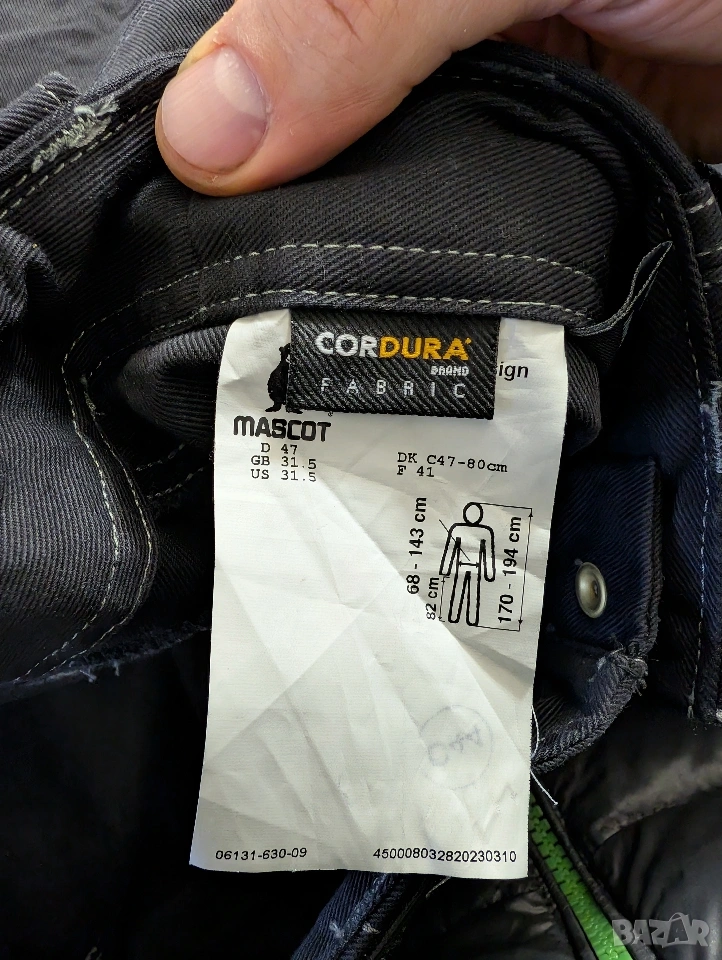 CORDURA
BRAND
FABRIC
sign
MASCOT
D 47
GB 31.5
US 31.5
DK C47-80cm
F 41
68 - 143 cm
82 cm
170 - 194 cm
06131-630-09
450008032820230310
BAZAR